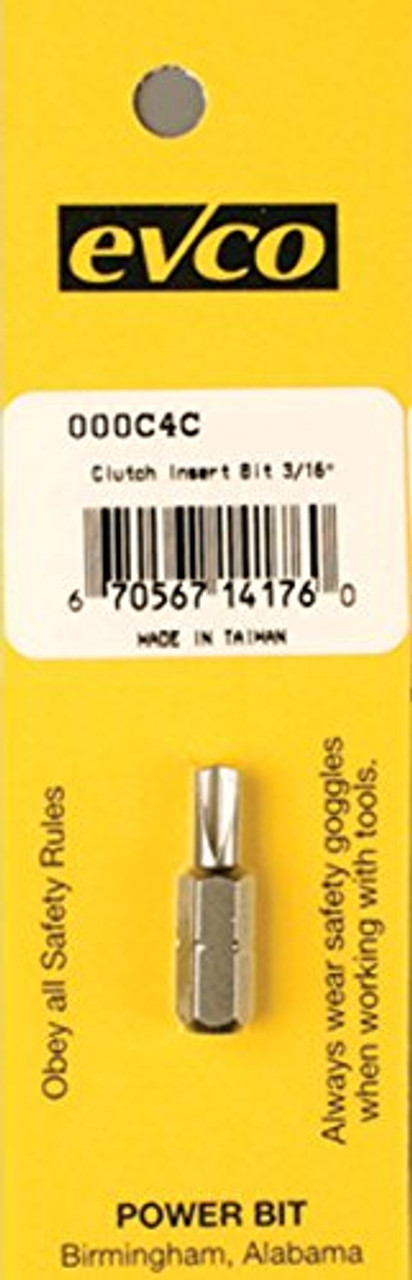 evco
000C4C
Clutch Insert Bit 3/16"
6 70567 14176 0
MADE IN TAIWAN
Obey all Safety Rules
Always wear safety goggles
when working with tools.
POWER BIT
Birmingham, Alabama